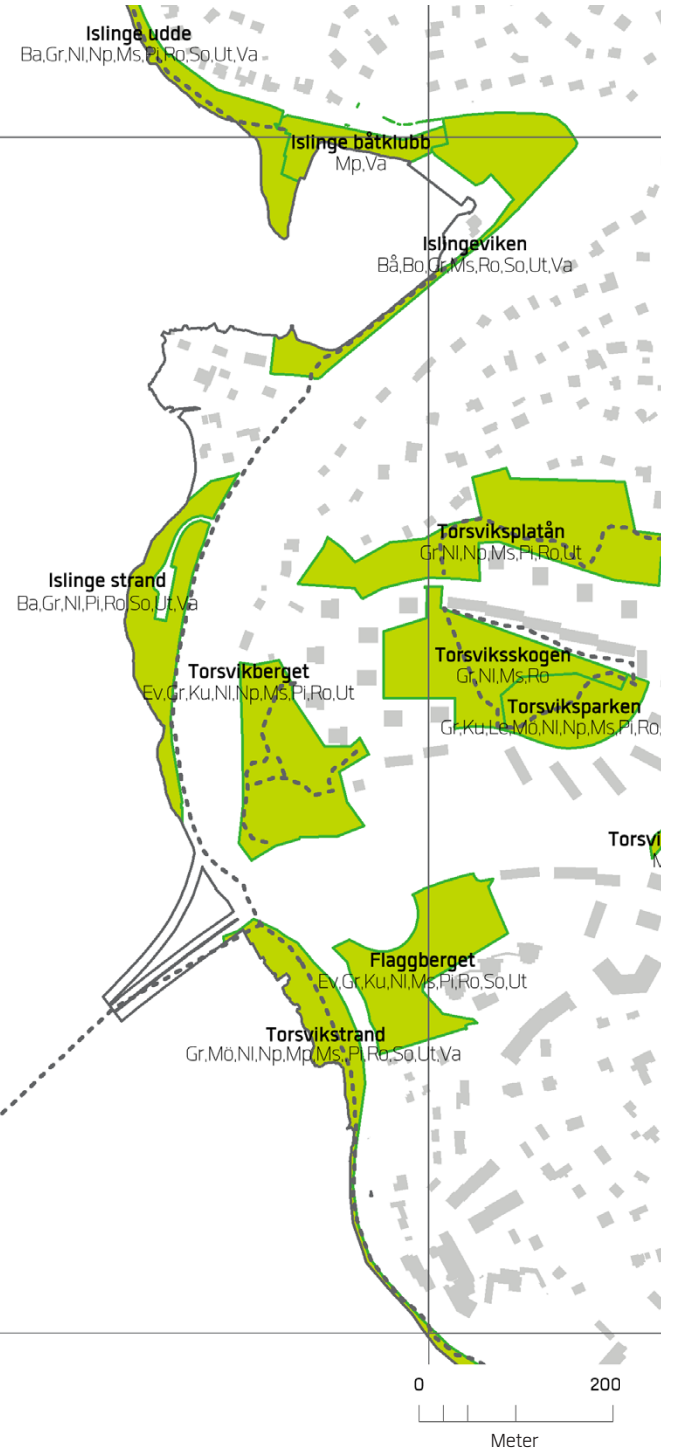 Islinge udde
Ba,Gr,Nl,Np,Ms,Pi,Ro,So,Ut,Va
Islinge båtklubb
Mp,Va
Islingeviken
Bå,Bo,Gr,Ms,Ro,So,Ut,Va
Torsviksplatån
Gr,Nl,Np,Ms,Pi,Ro,Ut
Islinge strand
Ba,Gr,Nl,Pi,Ro,So,Ut,Va
Torsviksskogen
Gr,Nl,Ms,Ro
Torsvikberget
Ev,Gr,Ku,Nl,Np,Ms,Pi,Ro,Ut
Torsviksparken
Gr,Ku,Le,Mö,Nl,Np,Ms,Pi,Ro,
Torsvi
M
Flaggberget
Ev,Gr,Ku,Nl,Ms,Pi,Ro,So,Ut
Torsvikstrand
Gr,Mö,Nl,Np,Mp,Ms,Pi,Ro,So,Ut,Va
0 200
Meter